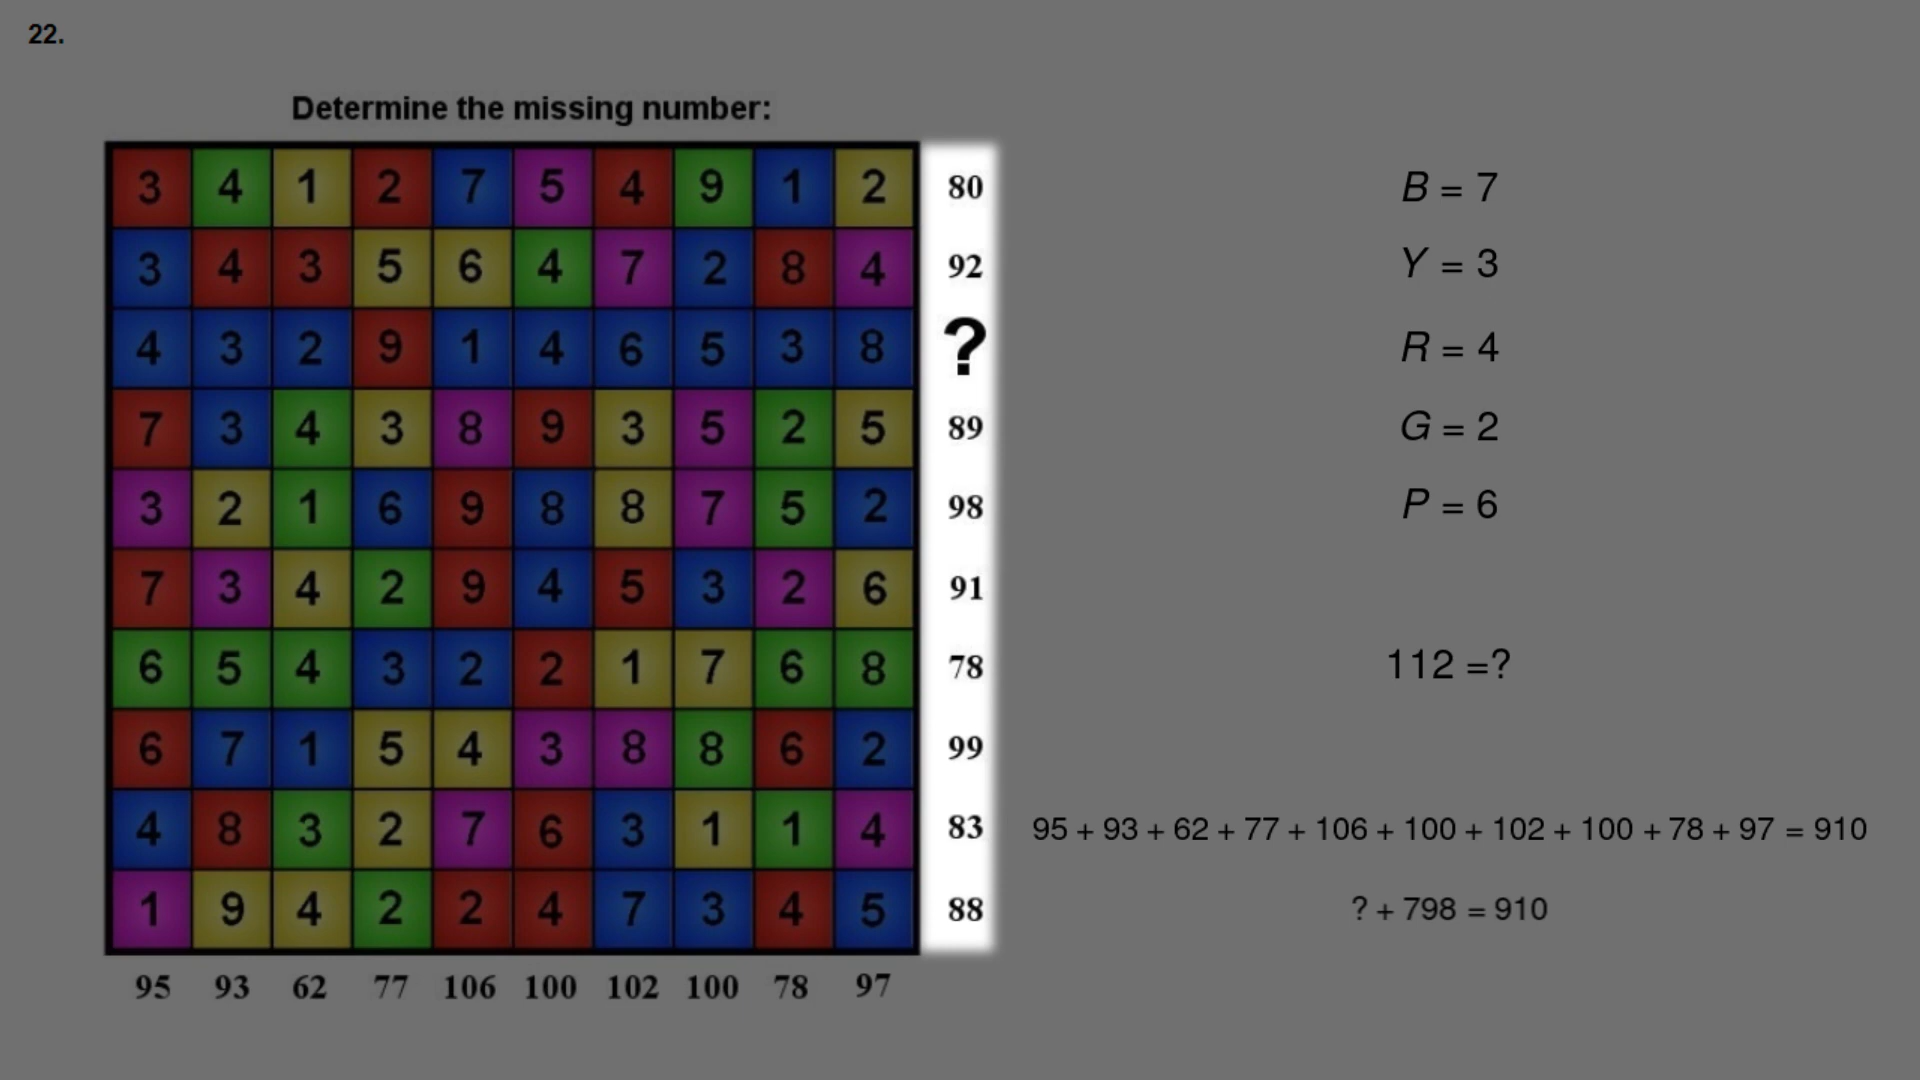 22.
Determine the missing number:
3 4 1 2 7 5 4 9 1 2 80
3 4 3 5 6 4 7 2 8 4 92
4 3 2 9 1 4 6 5 3 8 ?
7 3 4 3 8 9 3 5 2 5 89
3 2 1 6 9 8 8 7 5 2 98
7 3 4 2 9 4 5 3 2 6 91
6 5 4 3 2 2 1 7 6 8 78
6 7 1 5 4 3 8 8 6 2 99
4 8 3 2 7 6 3 1 1 4 83
1 9 4 2 2 4 7 3 4 5 88
95 93 62 77 106 100 102 100 78 97
B = 7
Y = 3
R = 4
G = 2
P = 6
112 =?
95 + 93 + 62 + 77 + 106 + 100 + 102 + 100 + 78 + 97 = 910
? + 798 = 910